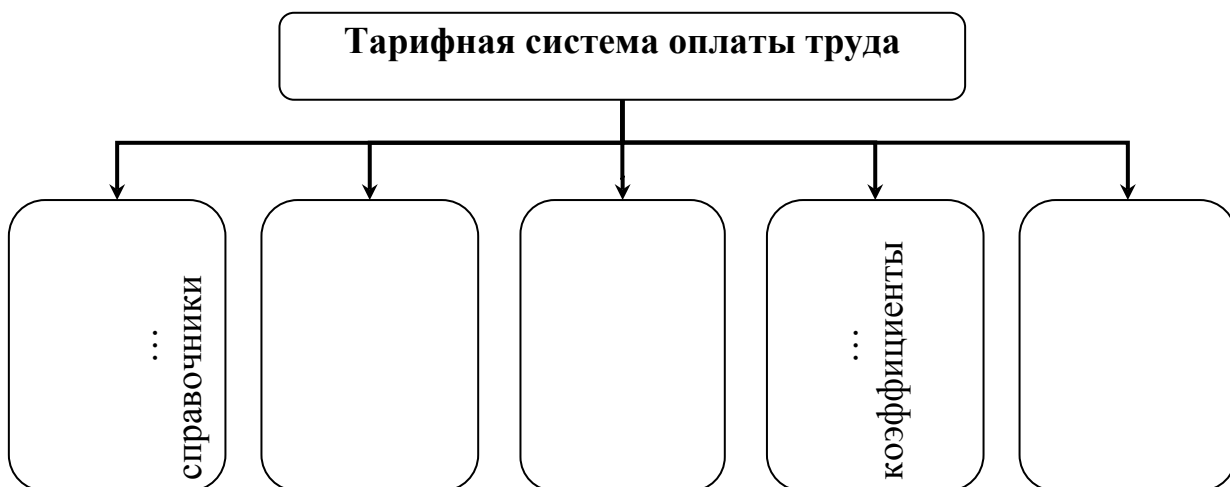 Тарифная система оплаты труда
…
справочники
…
коэффициенты